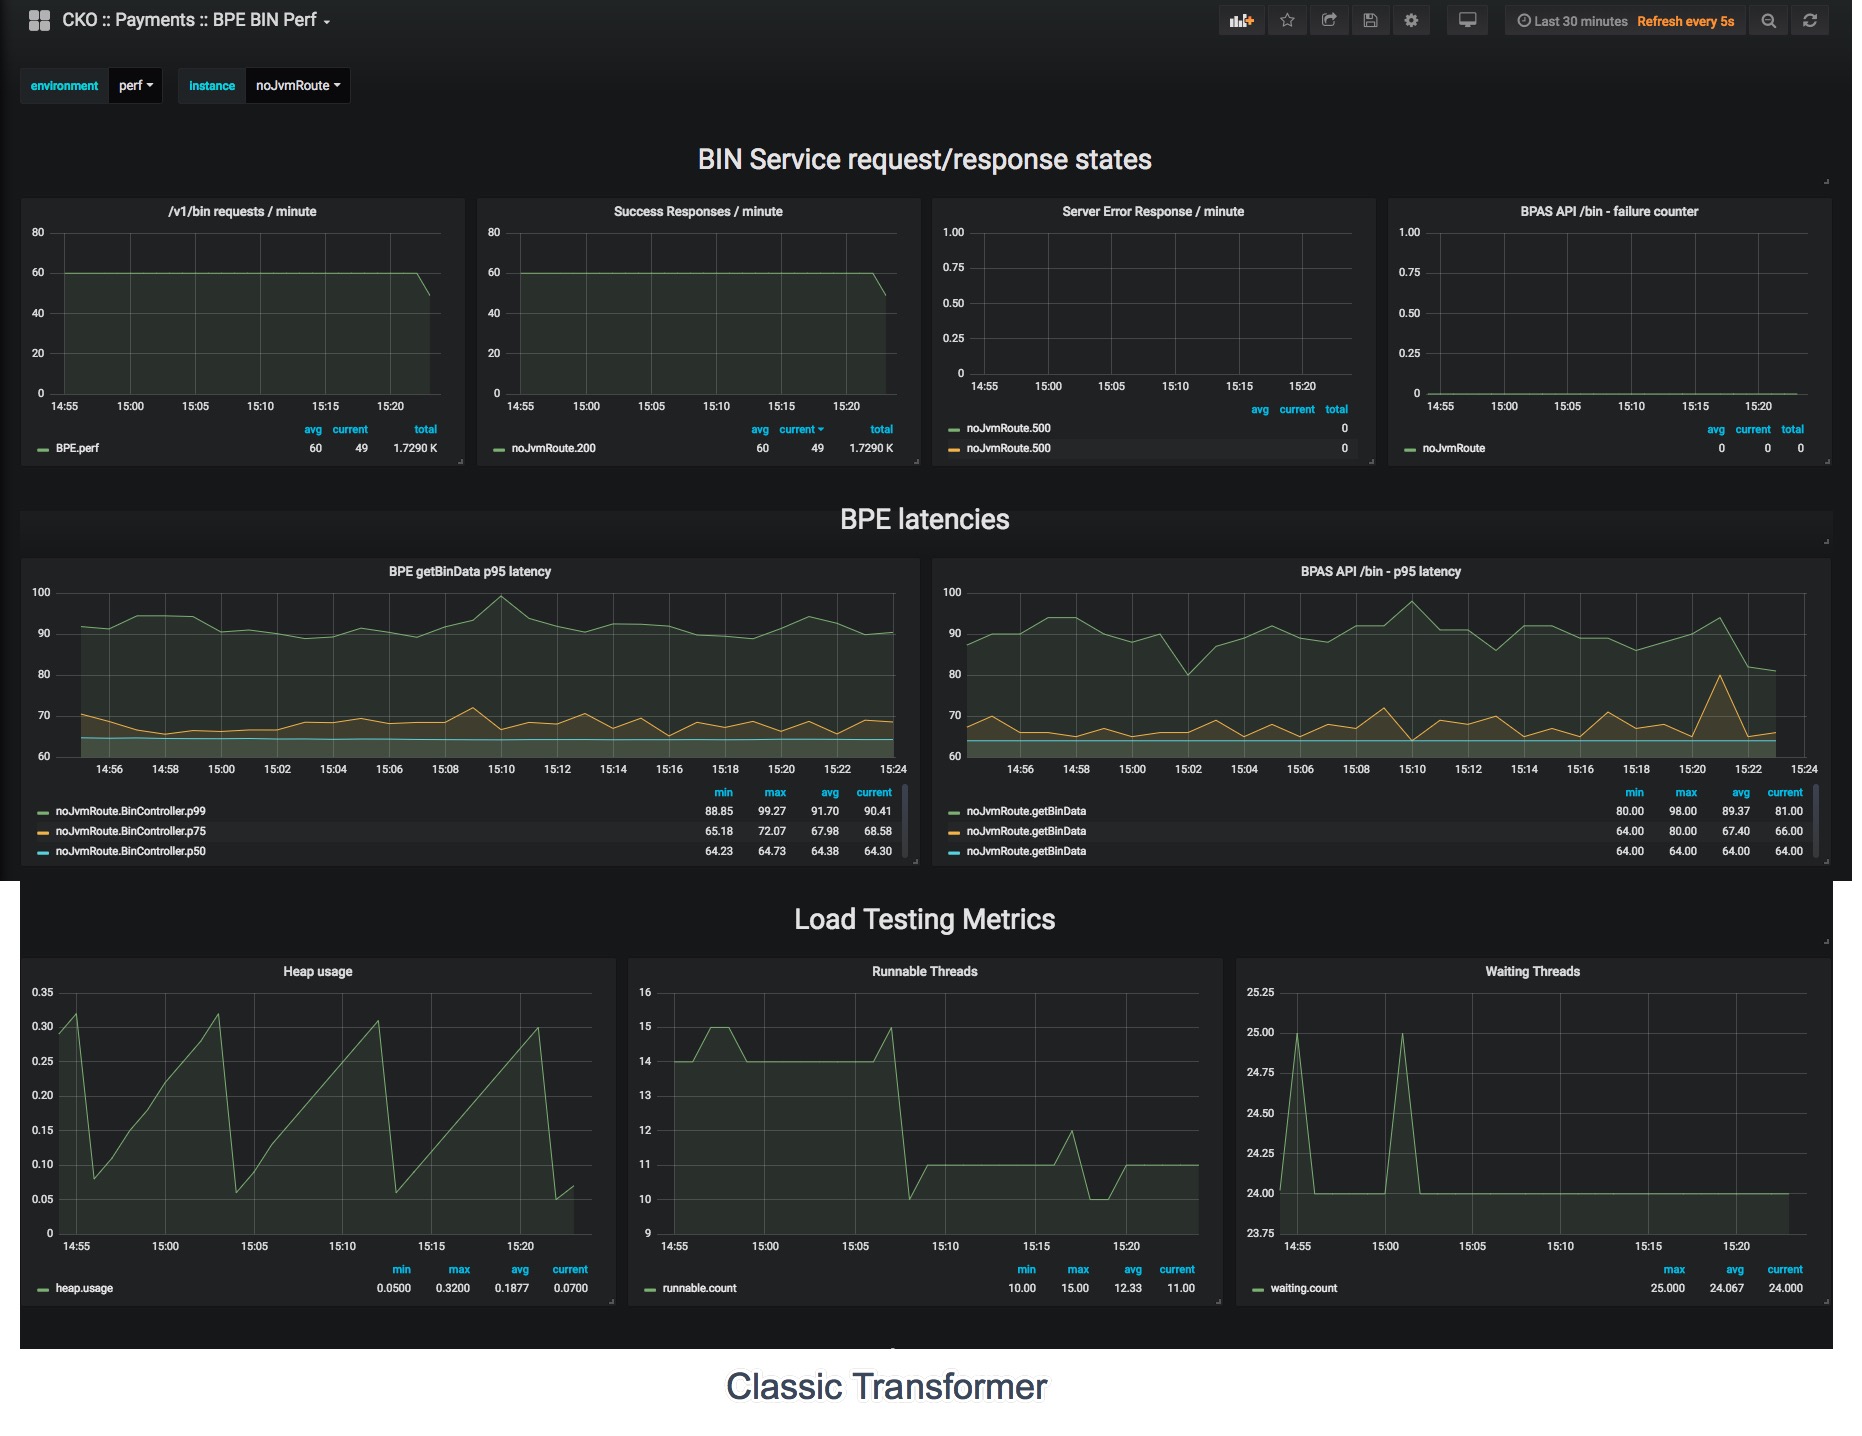 CKO :: Payments :: BPE BIN Perf
Last 30 minutes Refresh every 5s
environment perf instance noJvmRoute
BIN Service request/response states
/v1/bin requests / minute
80
60
40
20
0
14:55 15:00 15:05 15:10 15:15 15:20
avg current total
BPE.perf 60 49 1.7290 K
Success Responses / minute
80
60
40
20
0
14:55 15:00 15:05 15:10 15:15 15:20
avg current total
noJvmRoute.200 60 49 1.7290 K
Server Error Response / minute
1.00
0.75
0.50
0.25
0
14:55 15:00 15:05 15:10 15:15 15:20
avg current total
noJvmRoute.500 0
noJvmRoute.500 0
BPAS API /bin - failure counter
1.00
0.75
0.50
0.25
0
14:55 15:00 15:05 15:10 15:15 15:20
avg current total
noJvmRoute 0 0 0
BPE latencies
BPE getBinData p95 latency
100
90
80
70
60
14:56 14:58 15:00 15:02 15:04 15:06 15:08 15:10 15:12 15:14 15:16 15:18 15:20 15:22 15:24
min max avg current
noJvmRoute.BinController.p99 88.85 99.27 91.70 90.41
noJvmRoute.BinController.p75 65.18 72.07 67.98 68.58
noJvmRoute.BinController.p50 64.23 64.73 64.38 64.30
BPAS API /bin - p95 latency
100
90
80
70
60
14:56 14:58 15:00 15:02 15:04 15:06 15:08 15:10 15:12 15:14 15:16 15:18 15:20 15:22 15:24
min max avg current
noJvmRoute.getBinData 80.00 98.00 89.37 81.00
noJvmRoute.getBinData 64.00 80.00 67.40 66.00
noJvmRoute.getBinData 64.00 64.00 64.00 64.00
Load Testing Metrics
Heap usage
0.35
0.30
0.25
0.20
0.15
0.10
0.05
0
14:55 15:00 15:05 15:10 15:15 15:20
min max avg current
heap.usage 0.0500 0.3200 0.1877 0.0700
Runnable Threads
16
15
14
13
12
11
10
9
14:55 15:00 15:05 15:10 15:15 15:20
min max avg current
runnable.count 10.00 15.00 12.33 11.00
Waiting Threads
25.25
25.00
24.75
24.50
24.25
24.00
23.75
14:55 15:00 15:05 15:10 15:15 15:20
max avg current
waiting.count 25.000 24.067 24.000
Classic Transformer